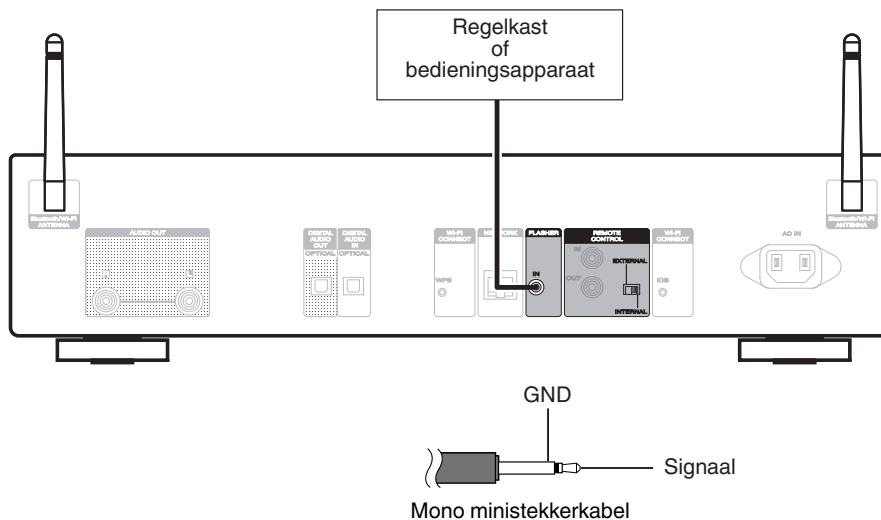 Regelkast
of
bedieningsapparaat
Bluetooth/Wi-Fi
ANTENNA
AUDIO OUT
DIGITAL
AUDIO
OUT
OPTICAL
DIGITAL
AUDIO
IN
OPTICAL
WI-FI
CONNECT
WPS
NETWORK
FLASHER
IN
REMOTE
CONTROL
IN
OUT
EXTERNAL
INTERNAL
WI-FI
CONNECT
IOS
AC IN
Bluetooth/Wi-Fi
ANTENNA
GND
Signaal
Mono ministekkerkabel